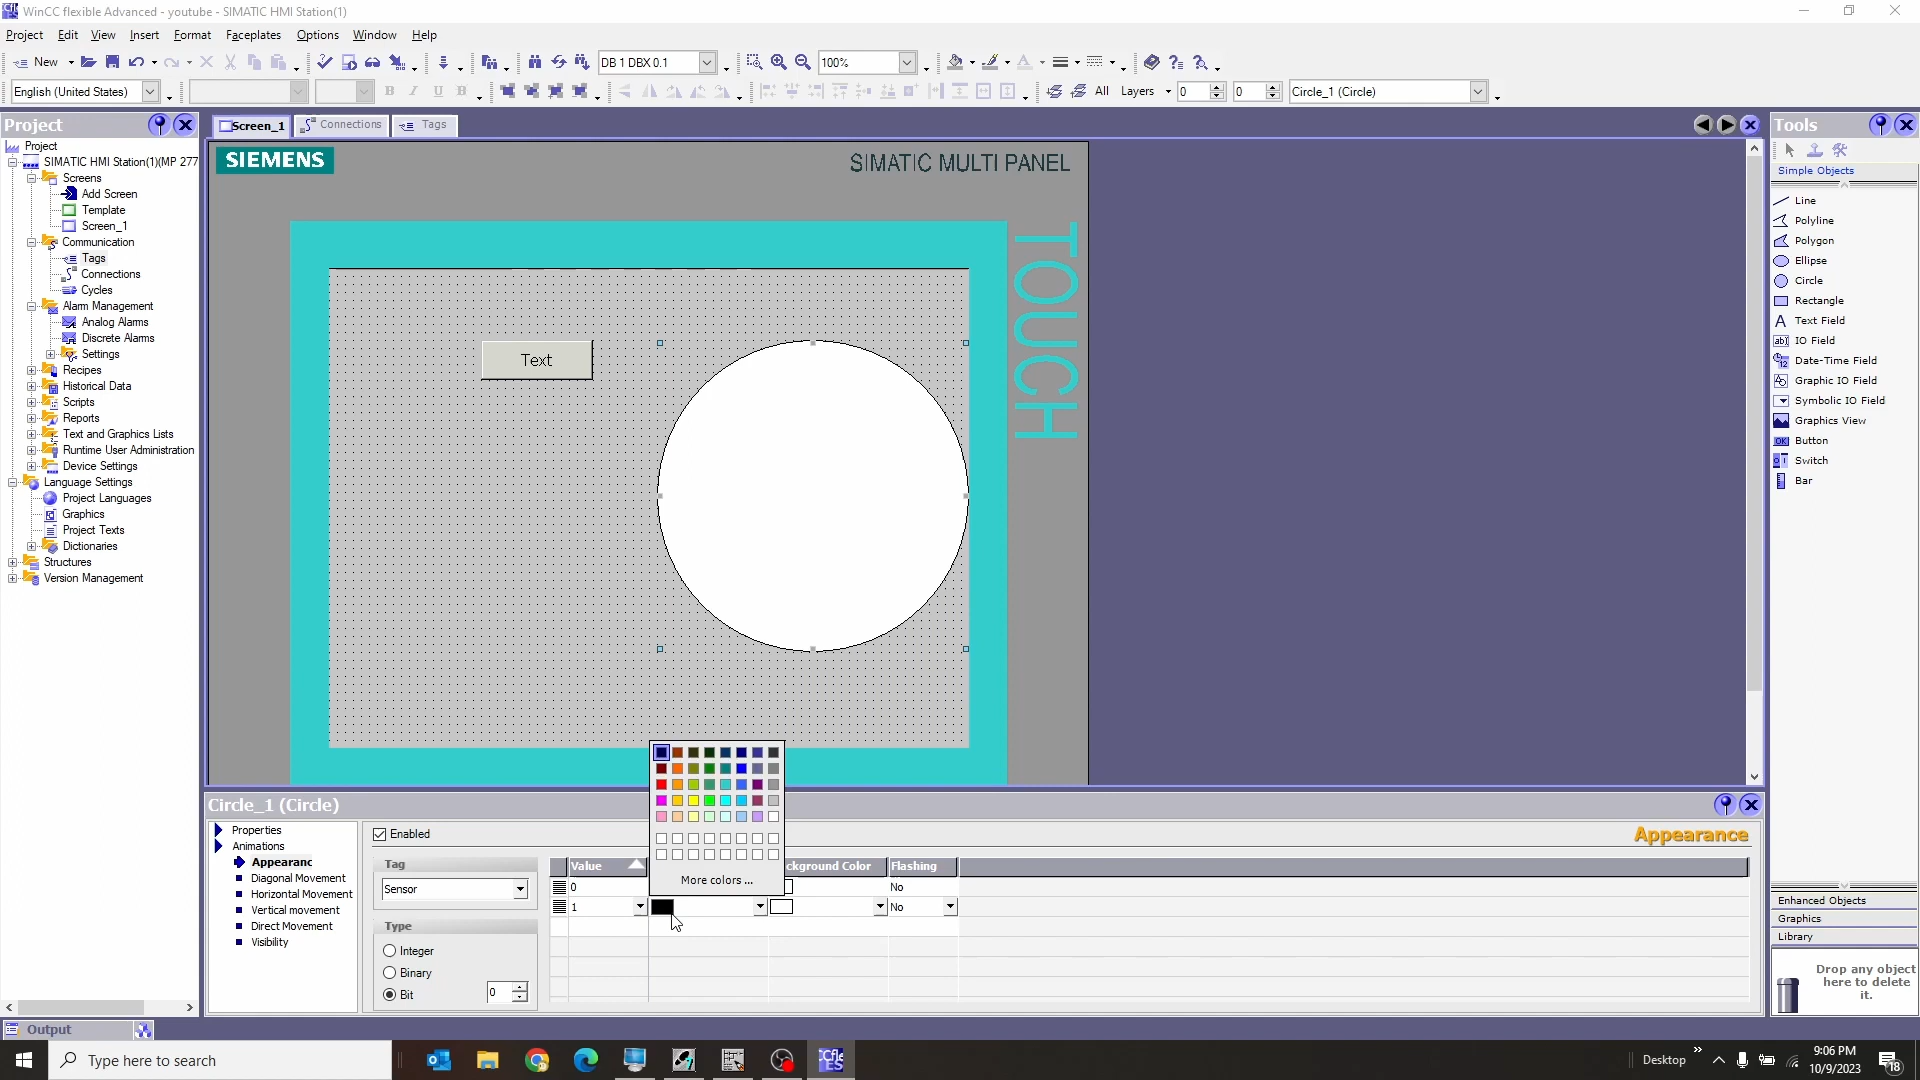 WinCC flexible Advanced - youtube - SIMATIC HMI Station(1)
Project Edit View Insert Format Faceplates Options Window Help
New DB 1 DBX 0.1 100%
English (United States) B I U B All Layers 0 0 Circle_1 (Circle)
Project
Screen_1 Connections Tags
Tools
Project
SIMATIC HMI Station(1)(MP 277
Screens
Add Screen
Template
Screen_1
Communication
Tags
Connections
Cycles
Alarm Management
Analog Alarms
Discrete Alarms
Settings
Recipes
Historical Data
Scripts
Reports
Text and Graphics Lists
Runtime User Administration
Device Settings
Language Settings
Project Languages
Graphics
Project Texts
Dictionaries
Structures
Version Management
SIEMENS
SIMATIC MULTI PANEL
TOUCH
Text
Simple Objects
Line
Polyline
Polygon
Ellipse
Circle
Rectangle
Text Field
IO Field
Date-Time Field
Graphic IO Field
Symbolic IO Field
Graphics View
Button
Switch
Bar
Enhanced Objects
Graphics
Library
Drop any object
here to delete
it.
Circle_1 (Circle)
Properties
Animations
Appearanc
Diagonal Movement
Horizontal Movement
Vertical movement
Direct Movement
Visibility
Enabled
Appearance
Tag
Sensor
Type
Integer
Binary
Bit 0
More colors ...
Value ckground Color Flashing
0 No
1 No
Output
Type here to search
Desktop
9:06 PM
10/9/2023
18